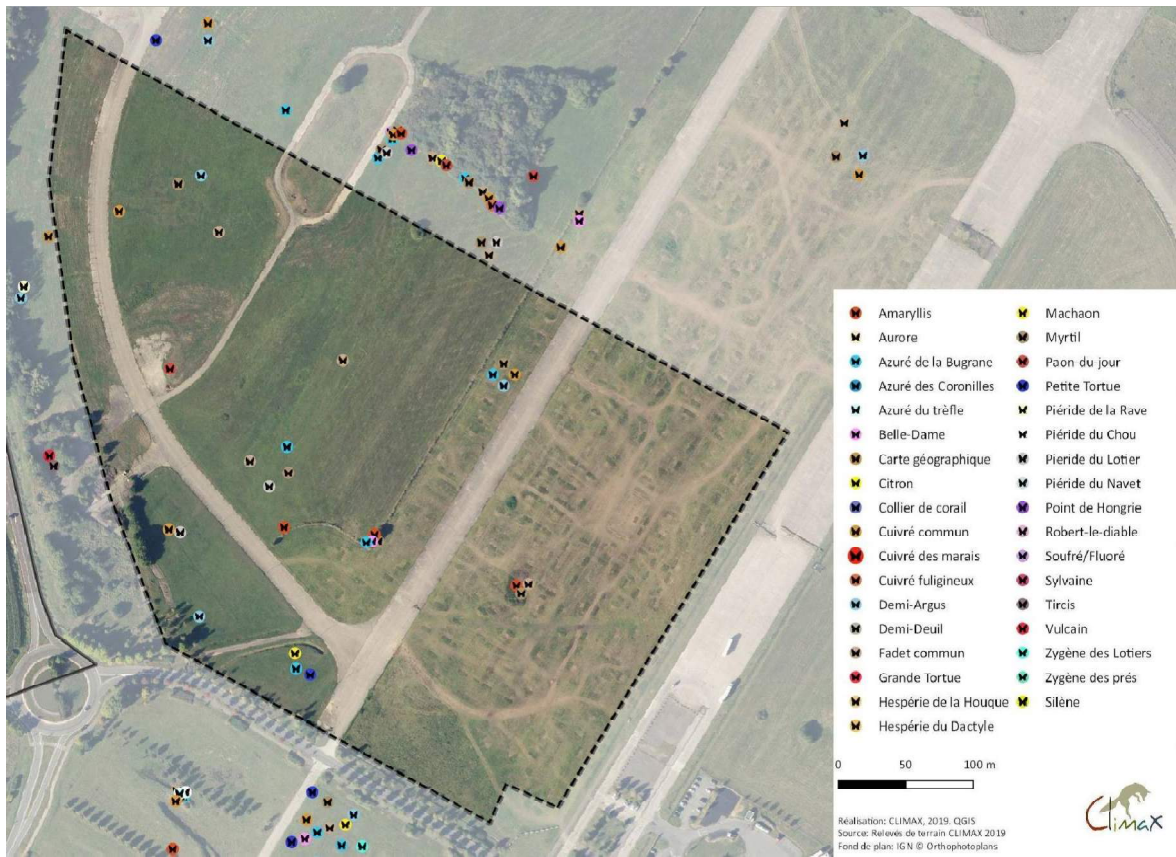 Amaryllis
Aurore
Azuré de la Bugrane
Azuré des Coronilles
Azuré du trèfle
Belle-Dame
Carte géographique
Citron
Collier de corail
Cuivré commun
Cuivré des marais
Cuivré fuligineux
Demi-Argus
Demi-Deuil
Fadet commun
Grande Tortue
Hespérie de la Houque
Hespérie du Dactyle
Machaon
Myrtil
Paon-du-jour
Petite Tortue
Piéride de la Rave
Piéride du Chou
Pieride du Lotier
Piéride du Navet
Point de Hongrie
Robert-le-diable
Soufré/Fluoré
Sylvaine
Tircis
Vulcain
Zygène des Lotiers
Zygène des prés
Silène
0 50 100 m
Réalisation: CLIMAX, 2019. QGIS
Source: Relevés de terrain CLIMAX 2019
Fond de plan: IGN © Orthophotoplans
Climax